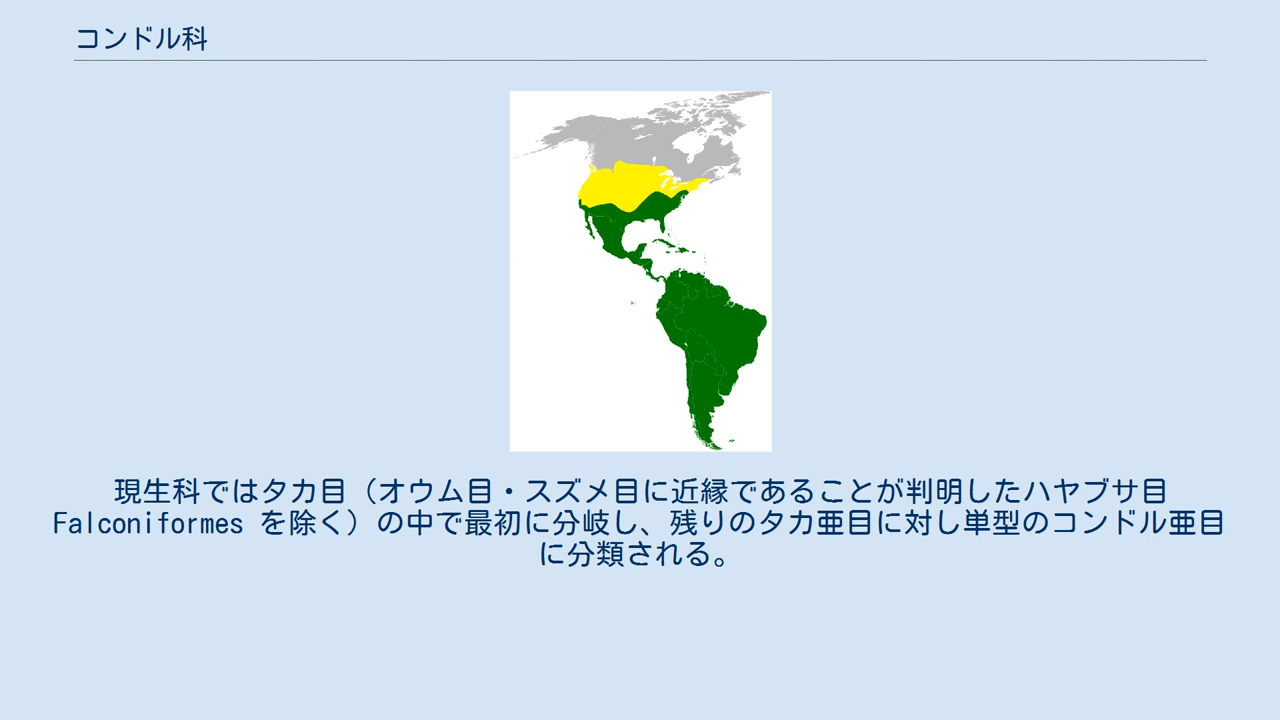 コンドル科
現生科ではタカ目（オウム目・スズメ目に近縁であることが判明したハヤブサ目
Falconiformes を除く）の中で最初に分岐し、残りのタカ亜目に対し単型のコンドル亜目
に分類される。